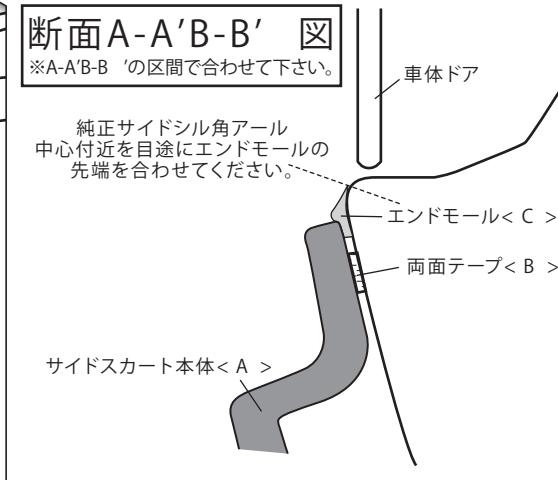 断面A-A'B-B' 図
※A-A'B-B 'の区間で合わせて下さい。
車体ドア
純正サイドシル角アール
中心付近を目途にエンドモールの
先端を合わせてください。
エンドモール< C >
両面テープ< B >
サイドスカート本体< A >